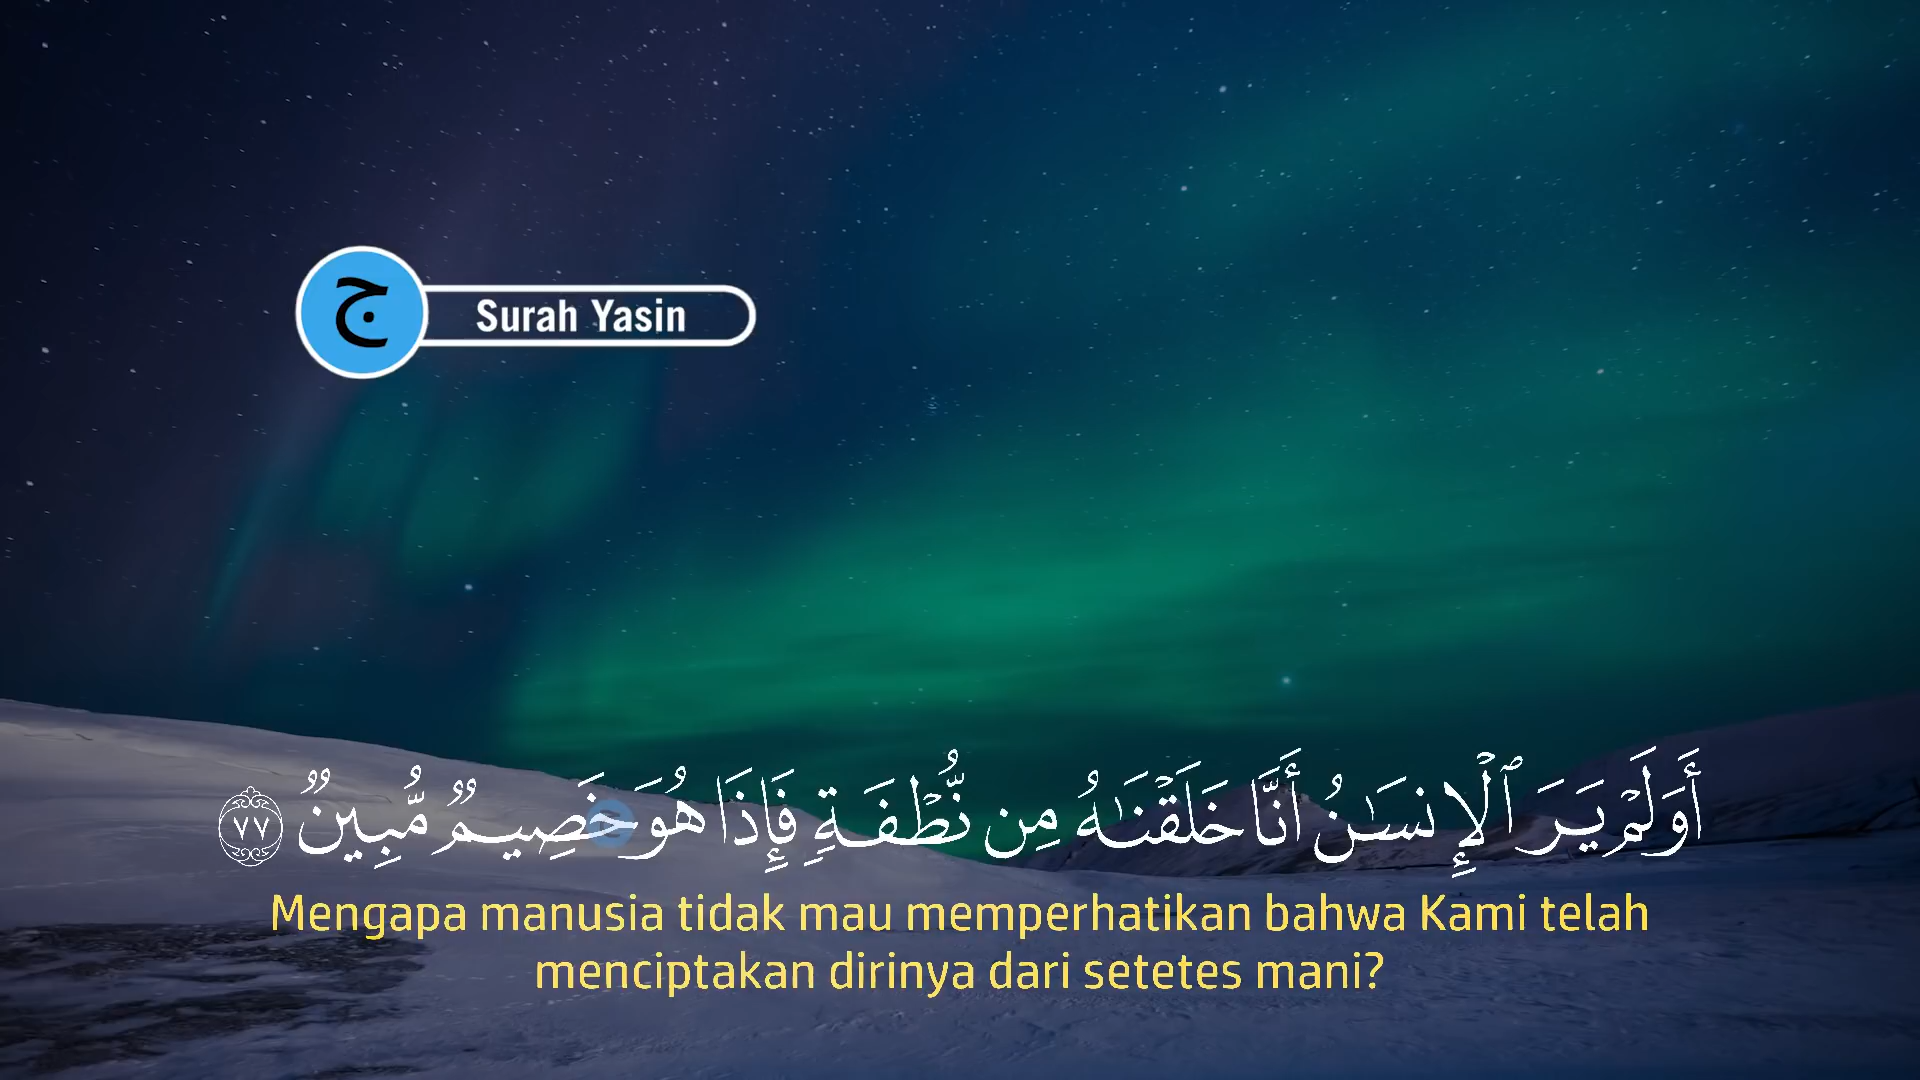 ج
Surah Yasin
أَوَلَمْ يَرَ ٱلْإِنسَـٰنُ أَنَّا خَلَقْنَـٰهُ مِن نُّطْفَةٍ فَإِذَا هُوَ خَصِيمٌ مُّبِينٌ ٧٧
Mengapa manusia tidak mau memperhatikan bahwa Kami telah
menciptakan dirinya dari setetes mani?